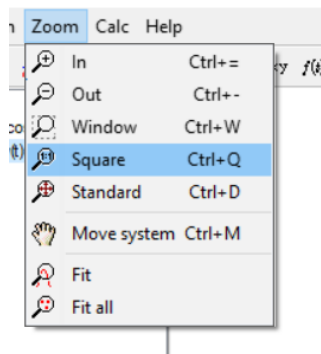 Zoom Calc Help
In Ctrl+=
Out Ctrl+-
Window Ctrl+W
Square Ctrl+Q
Standard Ctrl+D
Move system Ctrl+M
Fit
Fit all